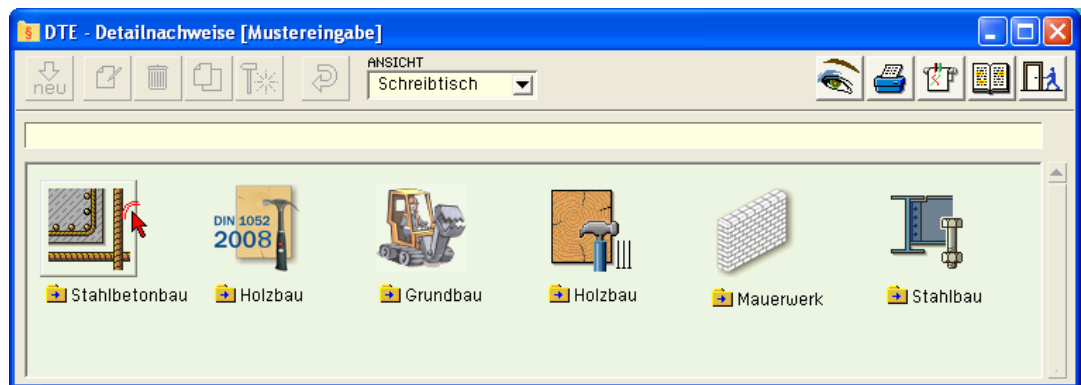 § DTE - Detailnachweise [Mustereingabe]
neu
ANSICHT
Schreibtisch
DIN 1052
2008
Stahlbetonbau
Holzbau
Grundbau
Holzbau
Mauerwerk
Stahlbau